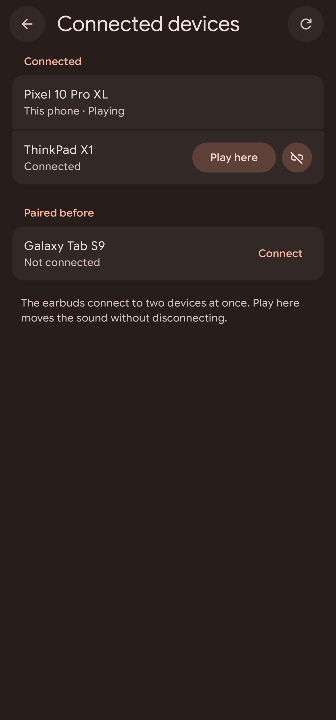 Connected devices
Connected
Pixel 10 Pro XL
This phone · Playing
ThinkPad X1
Connected
Play here
Paired before
Galaxy Tab S9
Not connected
Connect
The earbuds connect to two devices at once. Play here
moves the sound without disconnecting.